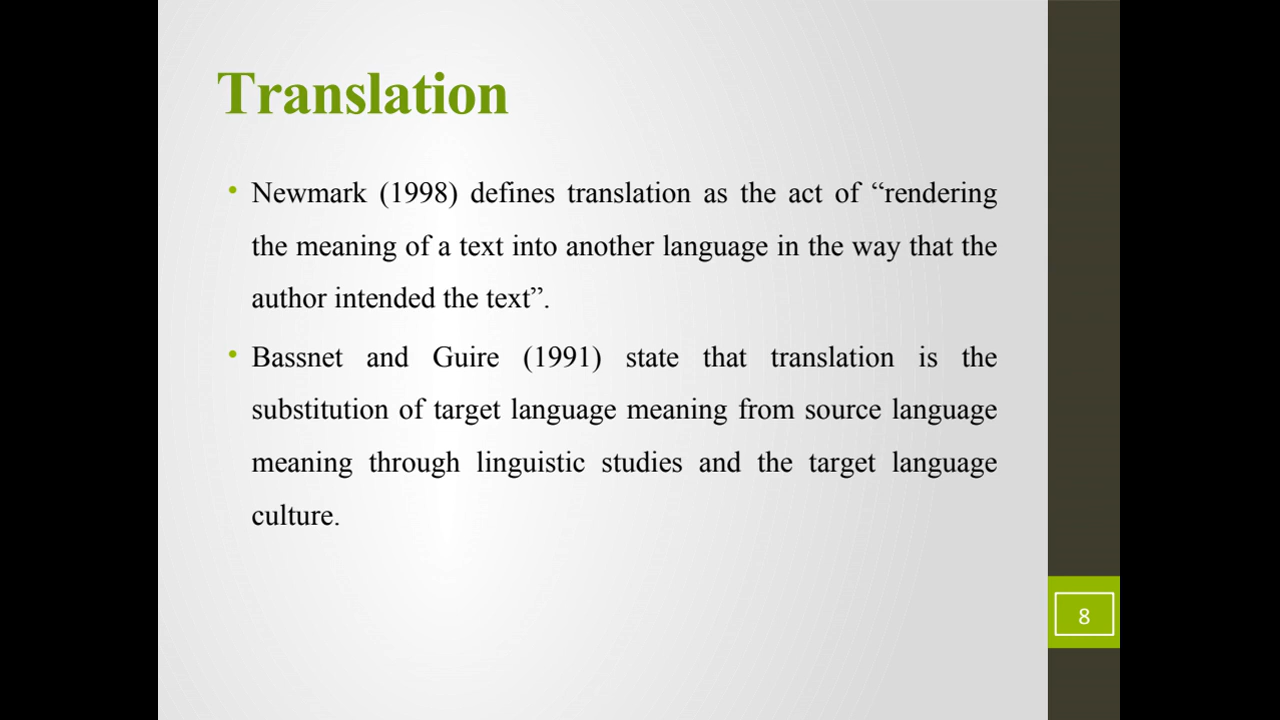 Translation
• Newmark (1998) defines translation as the act of “rendering
the meaning of a text into another language in the way that the
author intended the text”.
• Bassnet and Guire (1991) state that translation is the
substitution of target language meaning from source language
meaning through linguistic studies and the target language
culture.
8